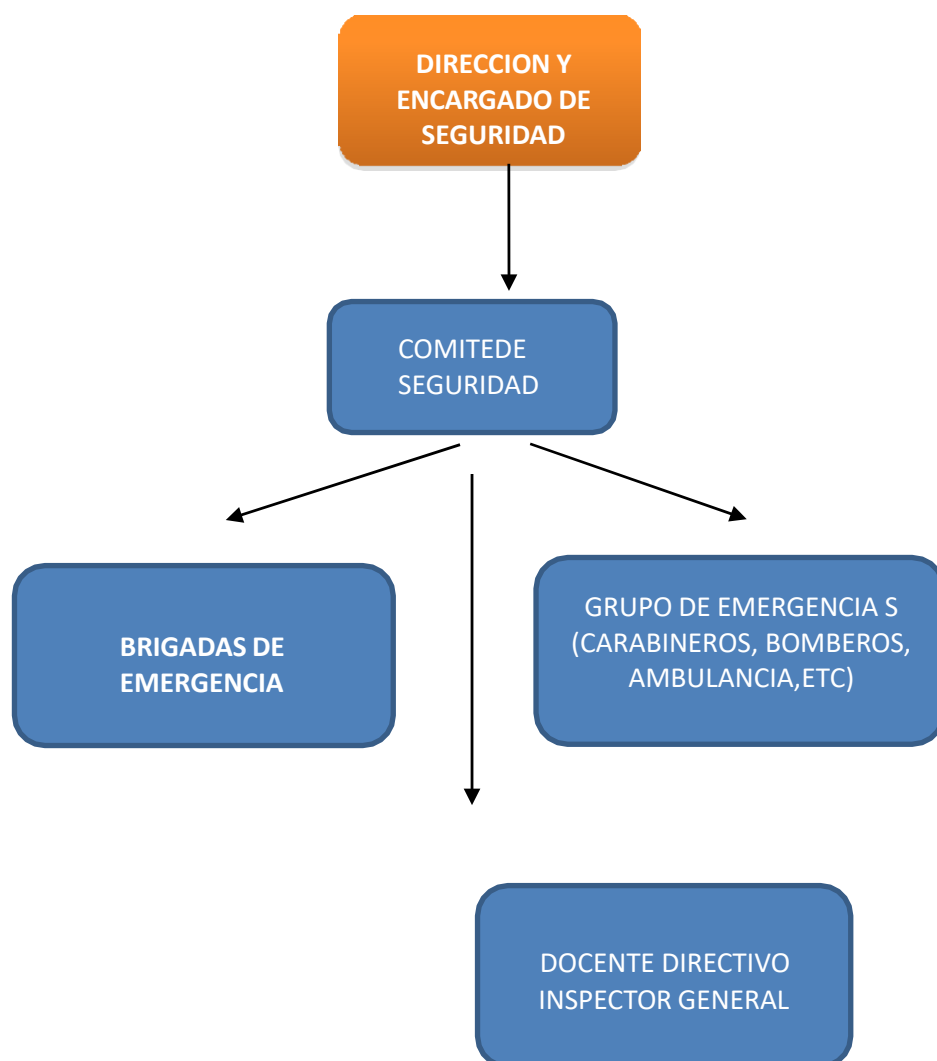 DIRECCION Y
ENCARGADO DE
SEGURIDAD
COMITEDE
SEGURIDAD
BRIGADAS DE
EMERGENCIA
GRUPO DE EMERGENCIA S
(CARABINEROS, BOMBEROS,
AMBULANCIA,ETC)
DOCENTE DIRECTIVO
INSPECTOR GENERAL